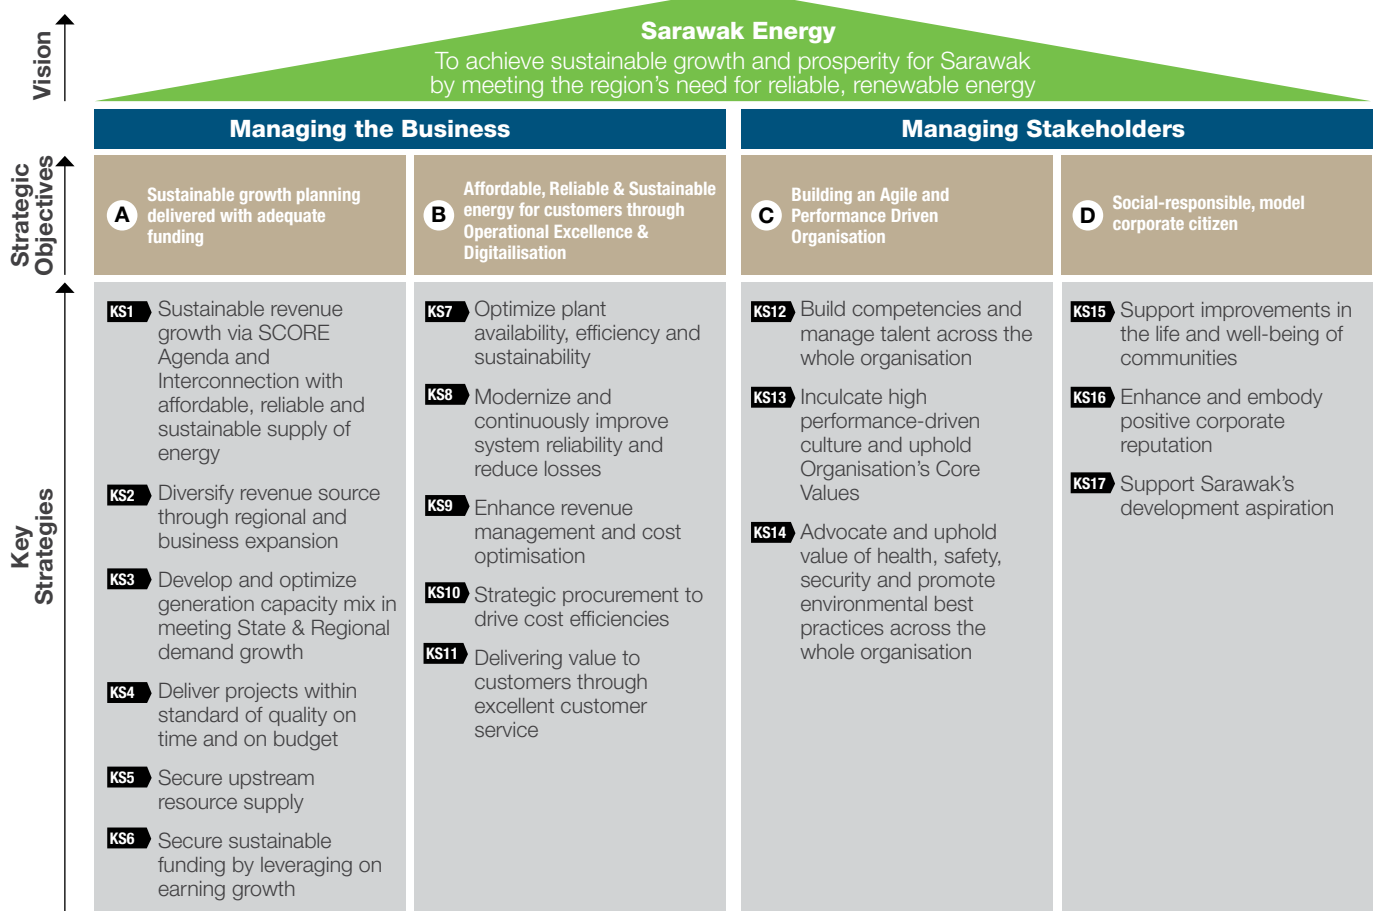 Vision
Sarawak Energy
To achieve sustainable growth and prosperity for Sarawak
by meeting the region's need for reliable, renewable energy
Managing the Business
Managing Stakeholders
Strategic
Objectives
A
Sustainable growth planning
delivered with adequate
funding
B
Affordable, Reliable & Sustainable
energy for customers through
Operational Excellence &
Digitailisation
C
Building an Agile and
Performance Driven
Organisation
D
Social-responsible, model
corporate citizen
Key
Strategies
KS1 Sustainable revenue
growth via SCORE
Agenda and
Interconnection with
affordable, reliable and
sustainable supply of
energy
KS2 Diversify revenue source
through regional and
business expansion
KS3 Develop and optimize
generation capacity mix in
meeting State & Regional
demand growth
KS4 Deliver projects within
standard of quality on
time and on budget
KS5 Secure upstream
resource supply
KS6 Secure sustainable
funding by leveraging on
earning growth
KS7 Optimize plant
availability, efficiency and
sustainability
KS8 Modernize and
continuously improve
system reliability and
reduce losses
KS9 Enhance revenue
management and cost
optimisation
KS10 Strategic procurement to
drive cost efficiencies
KS11 Delivering value to
customers through
excellent customer
service
KS12 Build competencies and
manage talent across the
whole organisation
KS13 Inculcate high
performance-driven
culture and uphold
Organisation's Core
Values
KS14 Advocate and uphold
value of health, safety,
security and promote
environmental best
practices across the
whole organisation
KS15 Support improvements in
the life and well-being of
communities
KS16 Enhance and embody
positive corporate
reputation
KS17 Support Sarawak's
development aspiration